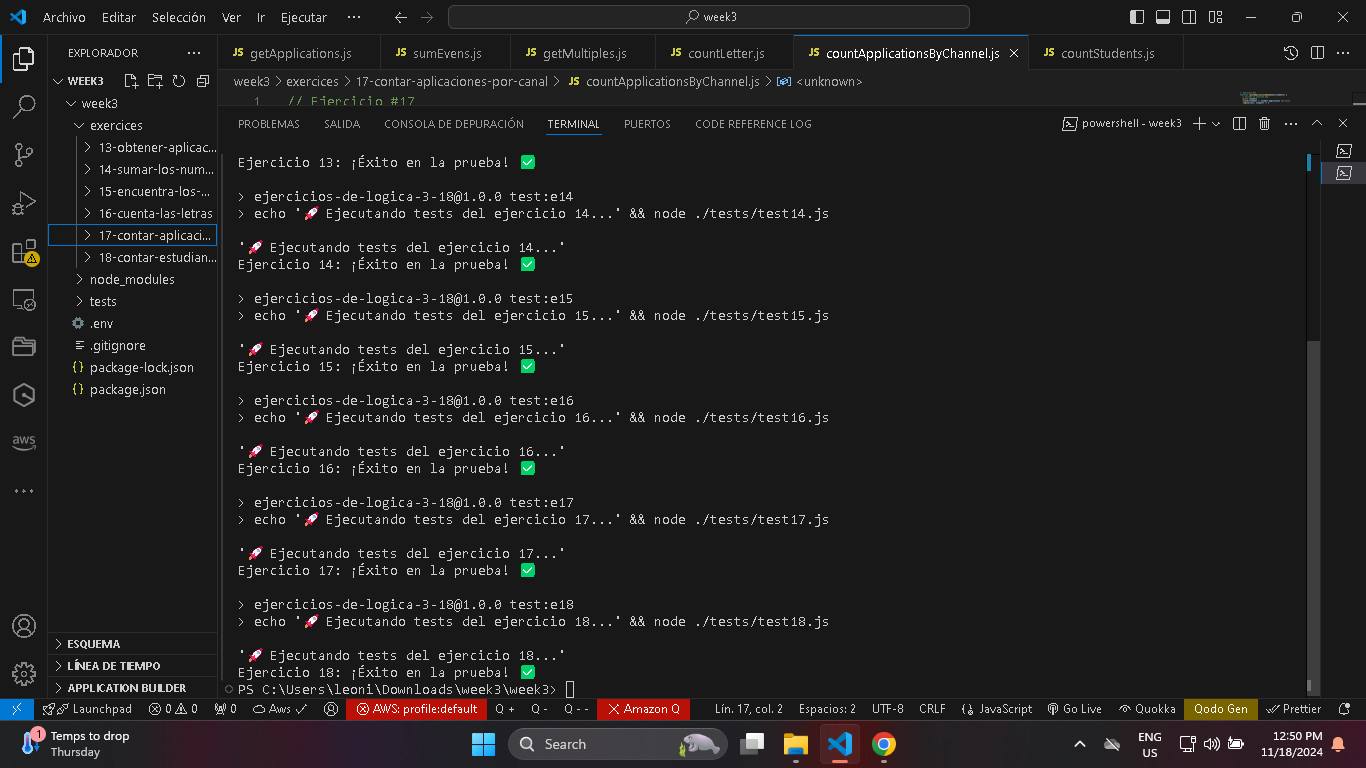 Archivo Editar Selección Ver Ir Ejecutar ··· week3
EXPLORADOR ···
getApplications.js sumEvens.js getMultiples.js countLetter.js countApplicationsByChannel.js countStudents.js ···
WEEK3
week3 > exercices > 17-contar-aplicaciones-por-canal > JS countApplicationsByChannel.js > <unknown>
1 // Ejercicio #17
week3
exercices
13-obtener-aplicac...
14-sumar-los-num...
15-encuentra-los-...
16-cuenta-las-letras
17-contar-aplicaci...
18-contar-estudian...
node_modules
tests
.env
.gitignore
package-lock.json
package.json
ESQUEMA
LÍNEA DE TIEMPO
APPLICATION BUILDER
PROBLEMAS SALIDA CONSOLA DE DEPURACIÓN TERMINAL PUERTOS CODE REFERENCE LOG powershell - week3 ···
Ejercicio 13: ¡Éxito en la prueba! ✅
> ejercicios-de-logica-3-18@1.0.0 test:e14
> echo '🚀 Ejecutando tests del ejercicio 14...' && node ./tests/test14.js
'🚀 Ejecutando tests del ejercicio 14...'
Ejercicio 14: ¡Éxito en la prueba! ✅
> ejercicios-de-logica-3-18@1.0.0 test:e15
> echo '🚀 Ejecutando tests del ejercicio 15...' && node ./tests/test15.js
'🚀 Ejecutando tests del ejercicio 15...'
Ejercicio 15: ¡Éxito en la prueba! ✅
> ejercicios-de-logica-3-18@1.0.0 test:e16
> echo '🚀 Ejecutando tests del ejercicio 16...' && node ./tests/test16.js
'🚀 Ejecutando tests del ejercicio 16...'
Ejercicio 16: ¡Éxito en la prueba! ✅
> ejercicios-de-logica-3-18@1.0.0 test:e17
> echo '🚀 Ejecutando tests del ejercicio 17...' && node ./tests/test17.js
'🚀 Ejecutando tests del ejercicio 17...'
Ejercicio 17: ¡Éxito en la prueba! ✅
> ejercicios-de-logica-3-18@1.0.0 test:e18
> echo '🚀 Ejecutando tests del ejercicio 18...' && node ./tests/test18.js
'🚀 Ejecutando tests del ejercicio 18...'
Ejercicio 18: ¡Éxito en la prueba! ✅
PS C:\Users\leoni\Downloads\week3\week3>
aws
Launchpad 0 0 0 Aws AWS: profile:default Q + Q - Q - - Amazon Q Lín. 17, col. 2 Espacios: 2 UTF-8 CRLF JavaScript Go Live Quokka Qodo Gen Prettier
1 Temps to drop
Thursday
Search
ENG
US
12:50 PM
11/18/2024